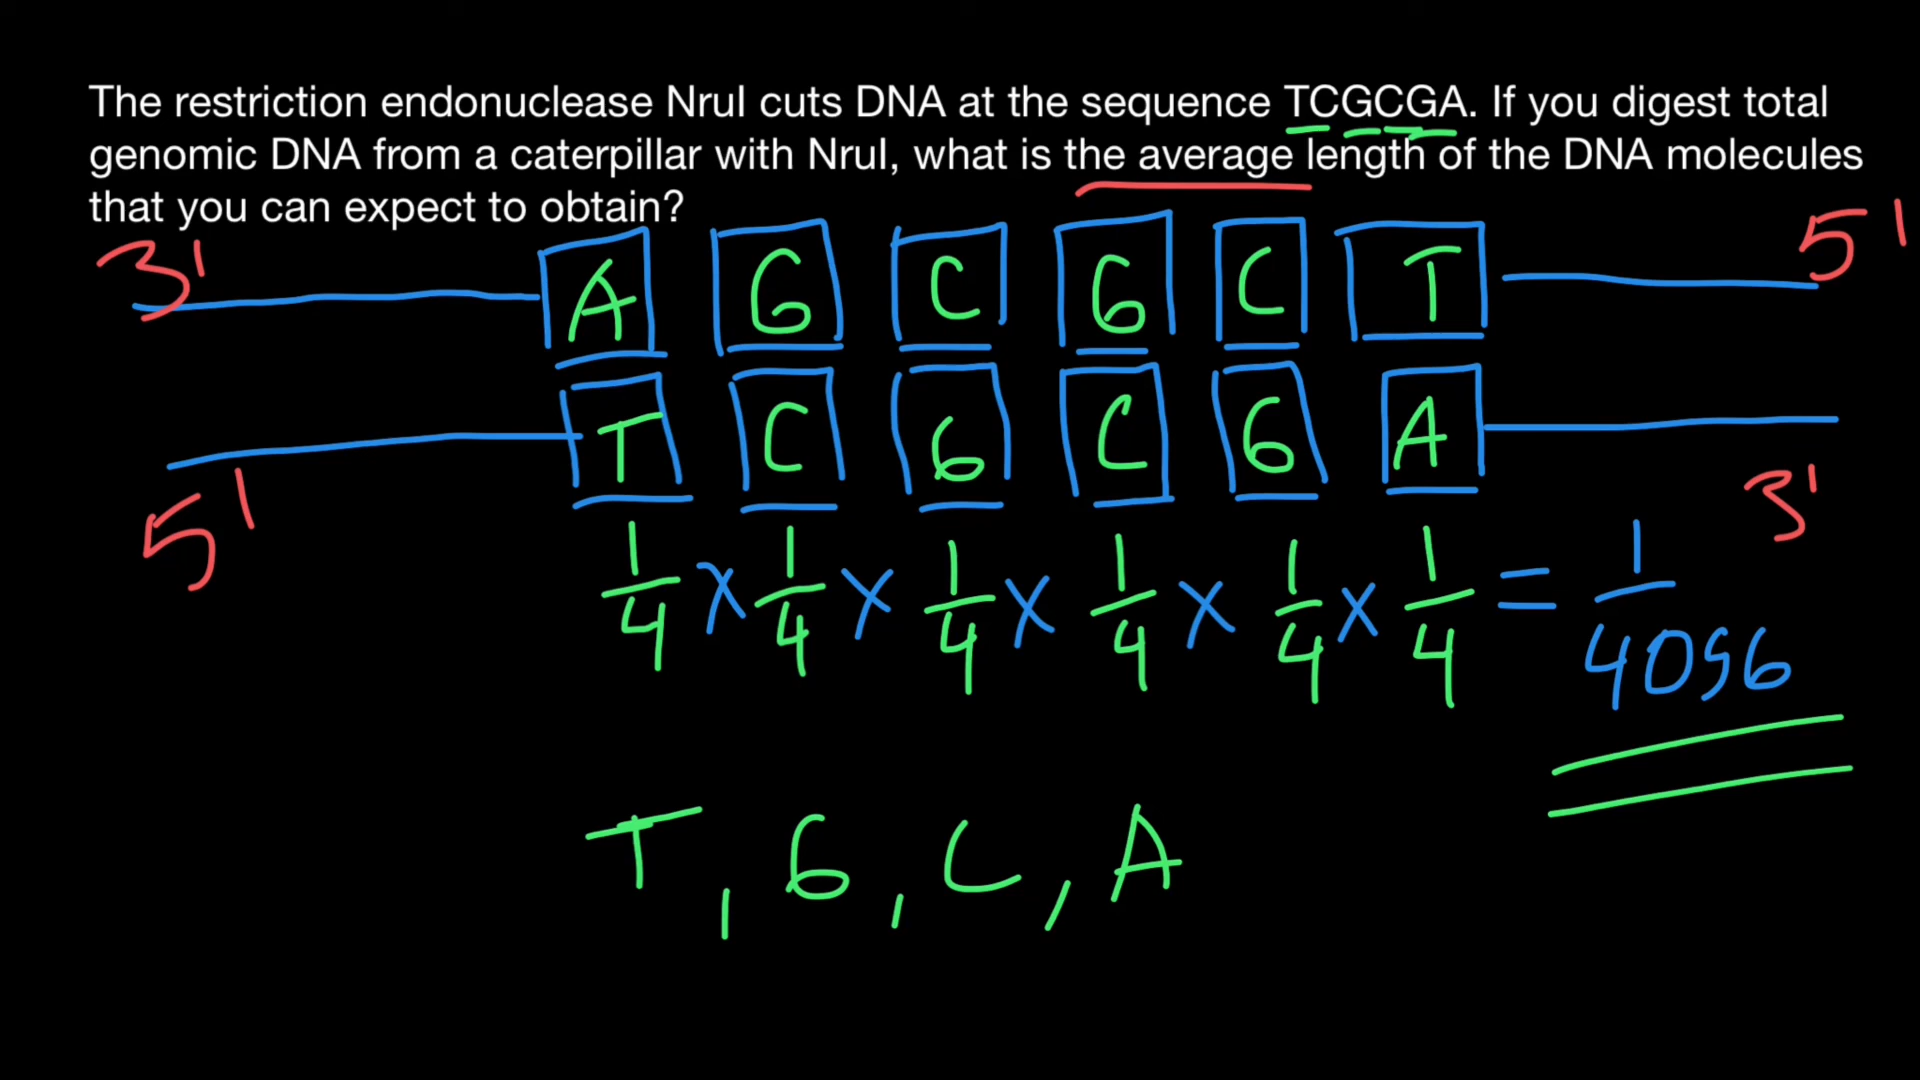 The restriction endonuclease NruI cuts DNA at the sequence TCGCGA. If you digest total
genomic DNA from a caterpillar with NruI, what is the average length of the DNA molecules
that you can expect to obtain?
3' A G C G C T 5'
5' T C G C G A 3'
1/4 x 1/4 x 1/4 x 1/4 x 1/4 x 1/4 = 1/4096
T, G, C, A